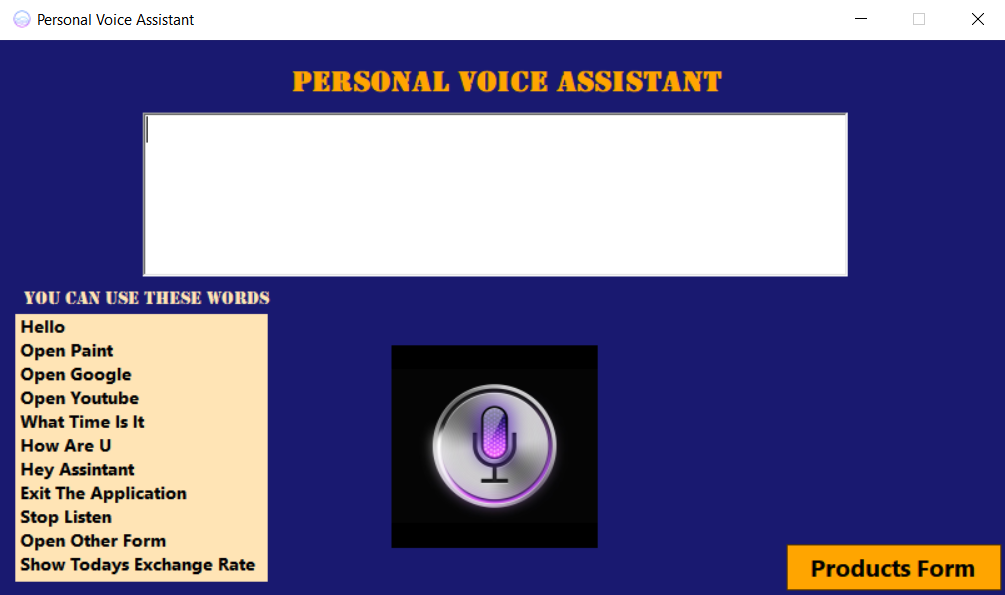 Personal Voice Assistant
PERSONAL VOICE ASSISTANT
YOU CAN USE THESE WORDS
Hello
Open Paint
Open Google
Open Youtube
What Time Is It
How Are U
Hey Assintant
Exit The Application
Stop Listen
Open Other Form
Show Todays Exchange Rate
Products Form